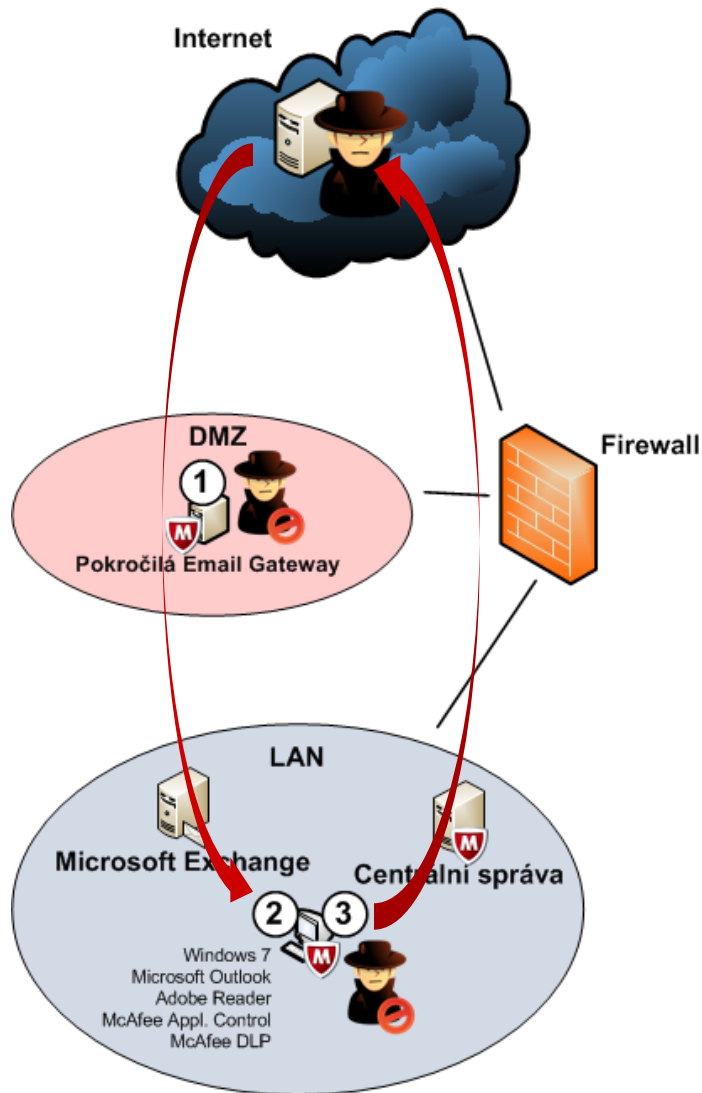 Internet
DMZ
1
M
Pokročilá Email Gateway
Firewall
LAN
Microsoft Exchange
M
Centrálni správa
2
3
M
Windows 7
Microsoft Outlook
Adobe Reader
McAfee Appl. Control
McAfee DLP